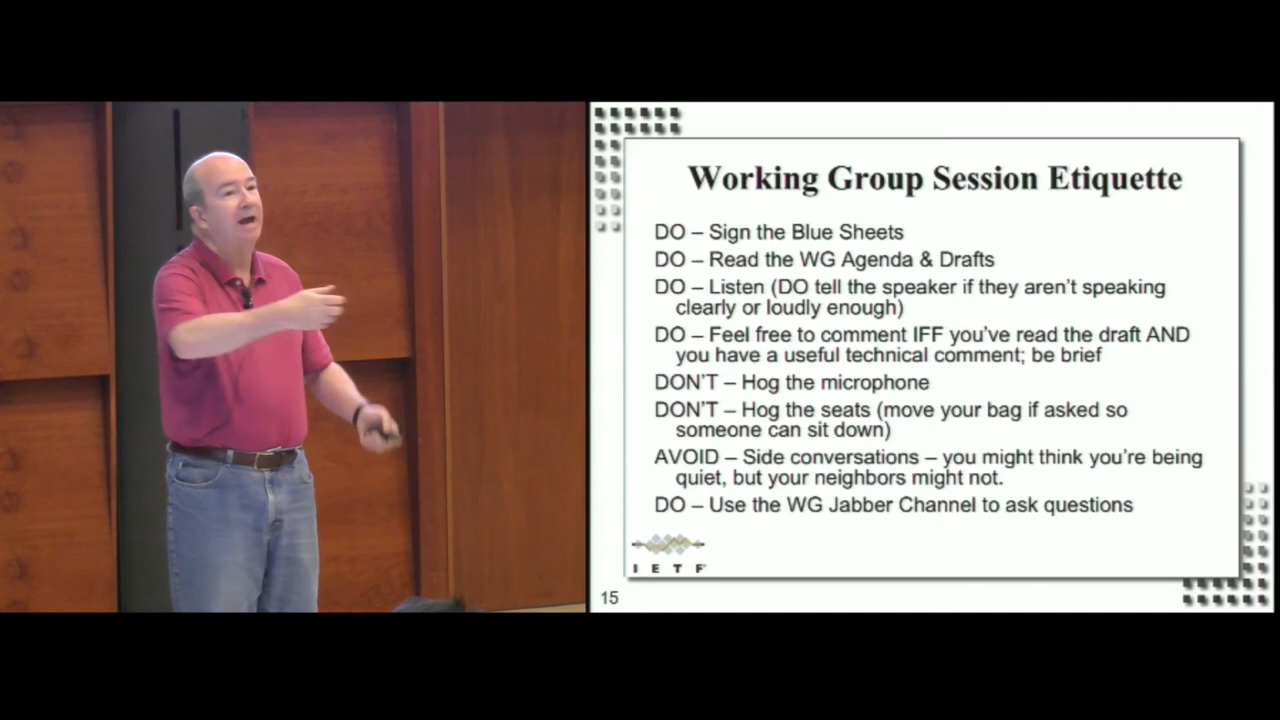 Working Group Session Etiquette
DO – Sign the Blue Sheets
DO – Read the WG Agenda & Drafts
DO – Listen (DO tell the speaker if they aren't speaking
clearly or loudly enough)
DO – Feel free to comment IFF you've read the draft AND
you have a useful technical comment; be brief
DON'T – Hog the microphone
DON'T – Hog the seats (move your bag if asked so
someone can sit down)
AVOID – Side conversations – you might think you're being
quiet, but your neighbors might not.
DO – Use the WG Jabber Channel to ask questions
I E T F
15